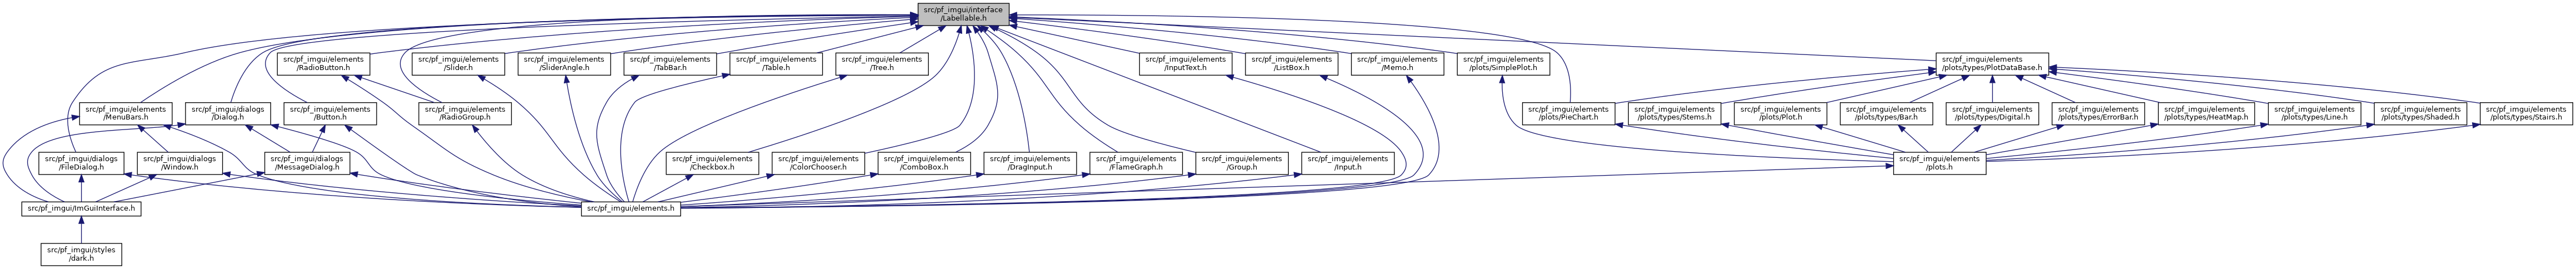 src/pf_imgui/interface
/Labellable.h
src/pf_imgui/elements
/RadioButton.h
src/pf_imgui/elements
/Slider.h
src/pf_imgui/elements
/SliderAngle.h
src/pf_imgui/elements
/TabBar.h
src/pf_imgui/elements
/Table.h
src/pf_imgui/elements
/Tree.h
src/pf_imgui/elements
/InputText.h
src/pf_imgui/elements
/ListBox.h
src/pf_imgui/elements
/Memo.h
src/pf_imgui/elements
/plots/SimplePlot.h
src/pf_imgui/elements
/plots/types/PlotDataBase.h
src/pf_imgui/elements
/MenuBars.h
src/pf_imgui/dialogs
/Dialog.h
src/pf_imgui/elements
/Button.h
src/pf_imgui/elements
/RadioGroup.h
src/pf_imgui/elements
/plots/PieChart.h
src/pf_imgui/elements
/plots/types/Stems.h
src/pf_imgui/elements
/plots/Plot.h
src/pf_imgui/elements
/plots/types/Bar.h
src/pf_imgui/elements
/plots/types/Digital.h
src/pf_imgui/elements
/plots/types/ErrorBar.h
src/pf_imgui/elements
/plots/types/HeatMap.h
src/pf_imgui/elements
/plots/types/Line.h
src/pf_imgui/elements
/plots/types/Shaded.h
src/pf_imgui/elements
/plots/types/Stairs.h
src/pf_imgui/dialogs
/FileDialog.h
src/pf_imgui/dialogs
/Window.h
src/pf_imgui/dialogs
/MessageDialog.h
src/pf_imgui/elements
/Checkbox.h
src/pf_imgui/elements
/ColorChooser.h
src/pf_imgui/elements
/ComboBox.h
src/pf_imgui/elements
/DragInput.h
src/pf_imgui/elements
/FlameGraph.h
src/pf_imgui/elements
/Group.h
src/pf_imgui/elements
/Input.h
src/pf_imgui/elements
/plots.h
src/pf_imgui/ImGuiInterface.h
src/pf_imgui/elements.h
src/pf_imgui/styles
/dark.h